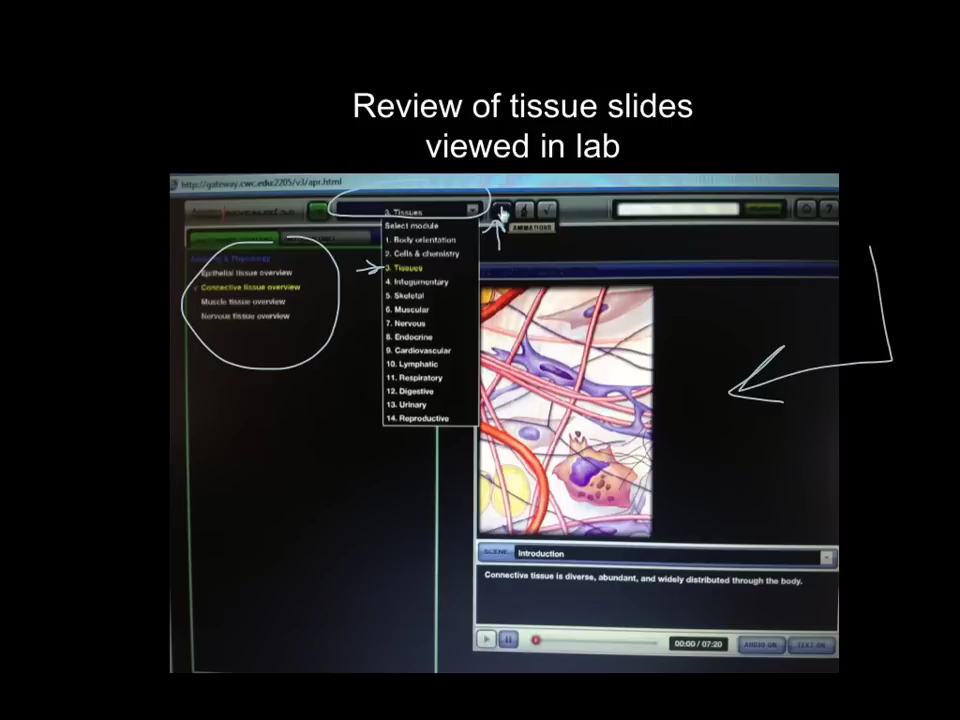 Review of tissue slides
viewed in lab
http://gateway.cwc.edu:2205/v3/apr.html
3. Tissues
Select module
1. Body orientation
2. Cells & chemistry
3. Tissues
4. Integumentary
5. Skeletal
6. Muscular
7. Nervous
8. Endocrine
9. Cardiovascular
10. Lymphatic
11. Respiratory
12. Digestive
13. Urinary
14. Reproductive
ANIMATIONS
?
Anatomy & Physiology
Epithelial tissue overview
Connective tissue overview
Muscle tissue overview
Nervous tissue overview
SCENE: Introduction
Connective tissue is diverse, abundant, and widely distributed through the body.
00:00 / 07:20
AUDIO ON
TEXT ON